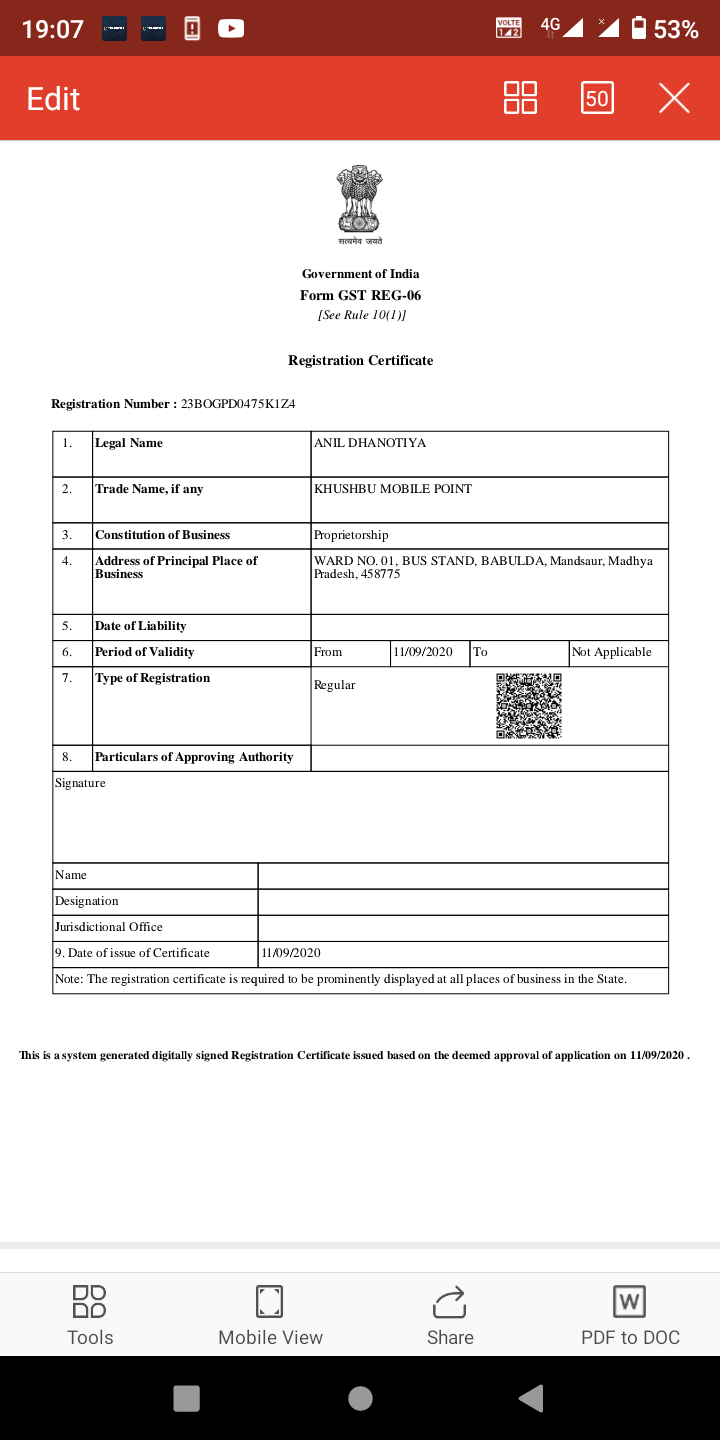 19:07
VOLTE
1 2
4G
53%
Edit
50
सत्यमेव जयते
Government of India
Form GST REG-06
[See Rule 10(1)]
Registration Certificate
Registration Number : 23BOGPD0475K1Z4
1. Legal Name ANIL DHANOTIYA
2. Trade Name, if any KHUSHBU MOBILE POINT
3. Constitution of Business Proprietorship
4. Address of Principal Place of WARD NO. 01, BUS STAND, BABULDA, Mandsaur, Madhya
Business Pradesh, 458775
5. Date of Liability
6. Period of Validity From 11/09/2020 To Not Applicable
7. Type of Registration
Regular
8. Particulars of Approving Authority
Signature
Name
Designation
Jurisdictional Office
9. Date of issue of Certificate 11/09/2020
Note: The registration certificate is required to be prominently displayed at all places of business in the State.
This is a system generated digitally signed Registration Certificate issued based on the deemed approval of application on 11/09/2020 .
W
Tools Mobile View Share PDF to DOC